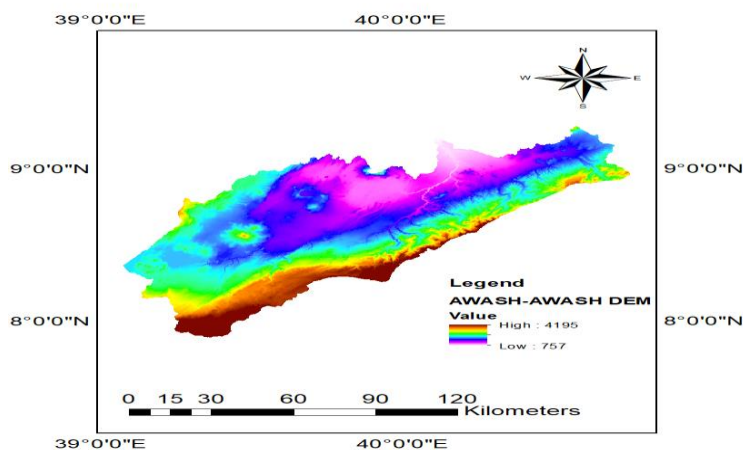 39°0'0"E 40°0'0"E
N
W E
S
9°0'0"N 9°0'0"N
Legend
AWASH-AWASH DEM
Value
8°0'0"N High : 4195 8°0'0"N
Low : 757
0 15 30 60 90 120
Kilometers
39°0'0"E 40°0'0"E